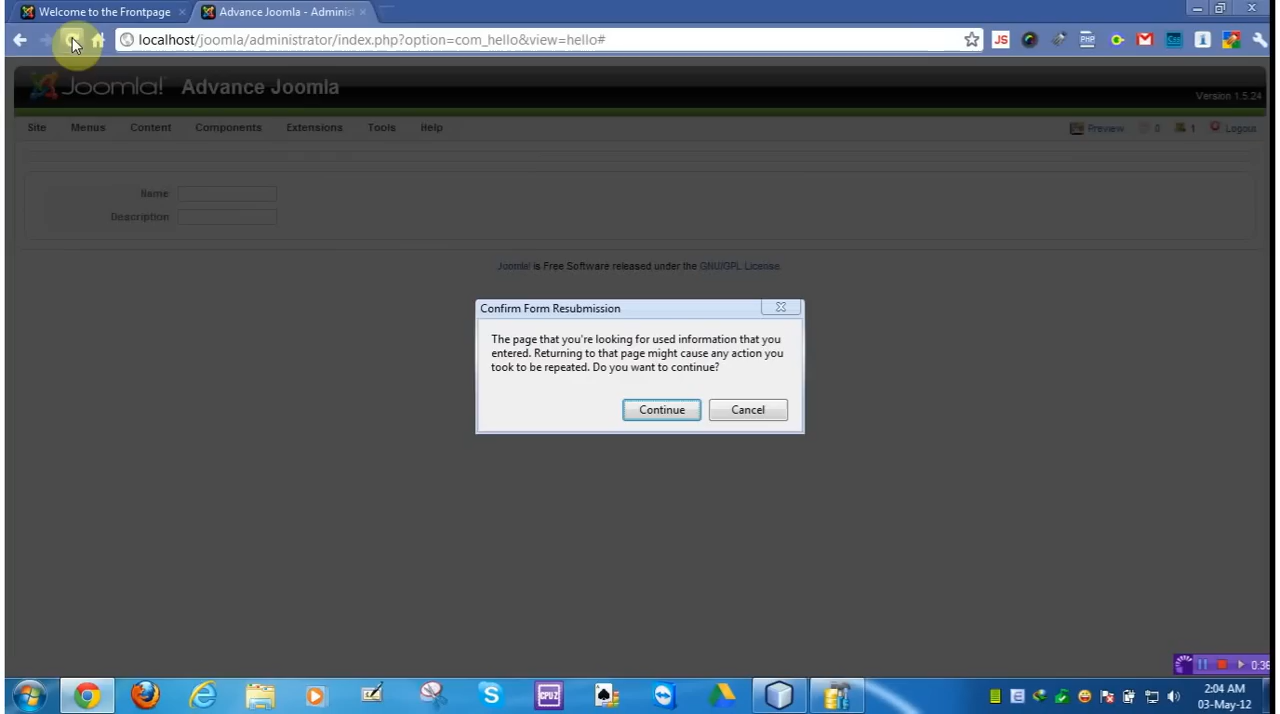 Welcome to the Frontpage
Advance Joomla - Administ
localhost/joomla/administrator/index.php?option=com_hello&view=hello#
JS
PHP
Joomla! Advance Joomla
Version 1.5.24
Site Menus Content Components Extensions Tools Help
Preview 0 1 Logout
Name
Description
Joomla! is Free Software released under the GNU/GPL License.
Confirm Form Resubmission
The page that you're looking for used information that you
entered. Returning to that page might cause any action you
took to be repeated. Do you want to continue?
Continue Cancel
2:04 AM
03-May-12